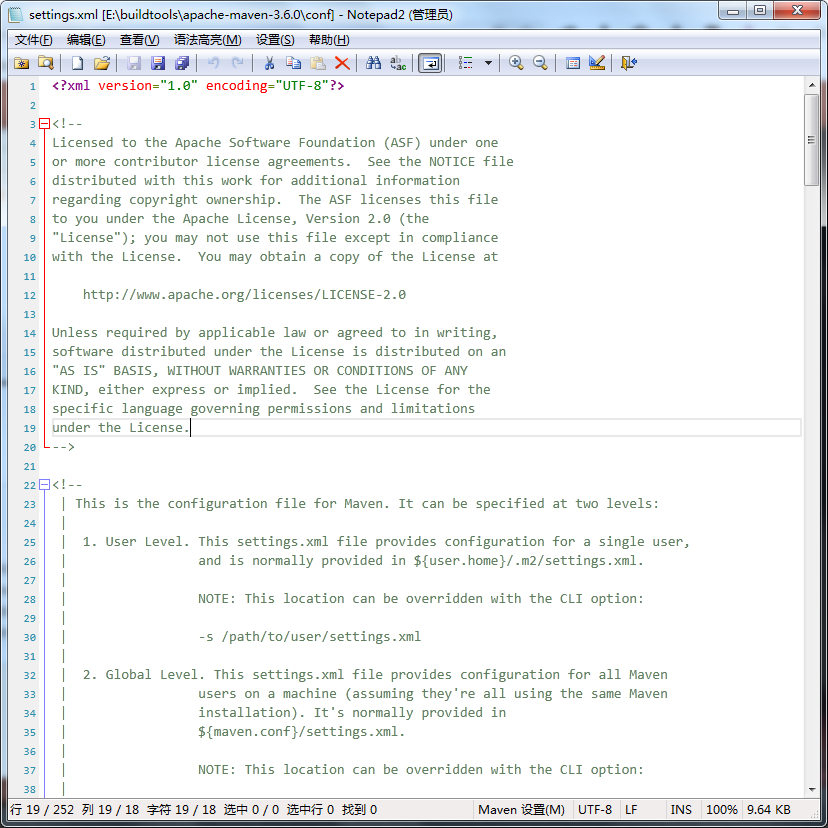 settings.xml [E:\buildtools\apache-maven-3.6.0\conf] - Notepad2 (管理员)
文件(F) 编辑(E) 查看(V) 语法高亮(M) 设置(S) 帮助(H)
1 <?xml version="1.0" encoding="UTF-8"?>
2
3 <!--
4 Licensed to the Apache Software Foundation (ASF) under one
5 or more contributor license agreements.  See the NOTICE file
6 distributed with this work for additional information
7 regarding copyright ownership.  The ASF licenses this file
8 to you under the Apache License, Version 2.0 (the
9 "License"); you may not use this file except in compliance
10 with the License.  You may obtain a copy of the License at
11
12     http://www.apache.org/licenses/LICENSE-2.0
13
14 Unless required by applicable law or agreed to in writing,
15 software distributed under the License is distributed on an
16 "AS IS" BASIS, WITHOUT WARRANTIES OR CONDITIONS OF ANY
17 KIND, either express or implied.  See the License for the
18 specific language governing permissions and limitations
19 under the License.
20 -->
21
22 <!--
23  | This is the configuration file for Maven. It can be specified at two levels:
24  |
25  |  1. User Level. This settings.xml file provides configuration for a single user,
26  |                 and is normally provided in ${user.home}/.m2/settings.xml.
27  |
28  |                 NOTE: This location can be overridden with the CLI option:
29  |
30  |                 -s /path/to/user/settings.xml
31  |
32  |  2. Global Level. This settings.xml file provides configuration for all Maven
33  |                 users on a machine (assuming they're all using the same Maven
34  |                 installation). It's normally provided in
35  |                 ${maven.conf}/settings.xml.
36  |
37  |                 NOTE: This location can be overridden with the CLI option:
38  |
行 19 / 252 列 19 / 18 字符 19 / 18 选中 0 / 0 选中行 0 找到 0 Maven 设置(M) UTF-8 LF INS 100% 9.64 KB